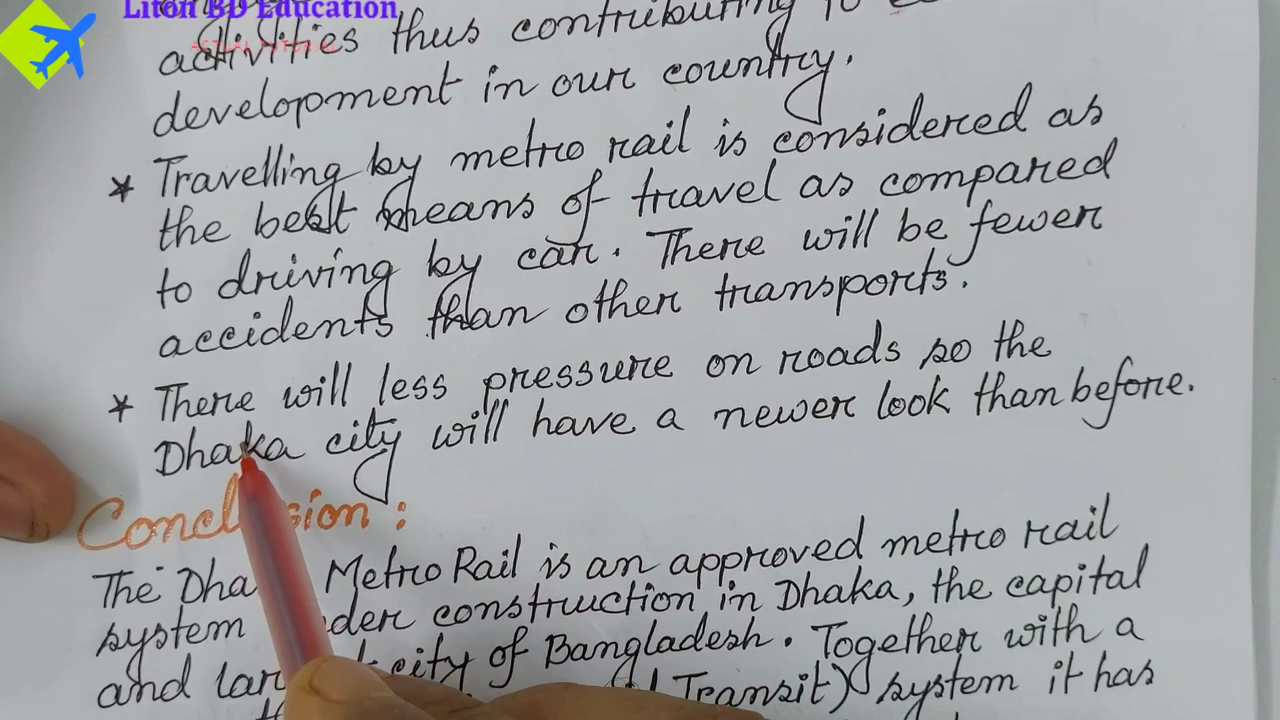 Liton BD Education
activities thus contributing to
development in our country.
* Travelling by metro rail is considered as
the best means of travel as compared
to driving by car. There will be fewer
accidents than other transports.
* There will less pressure on roads so the
Dhaka city will have a newer look than before.
Conclusion :
The Metro Rail is an approved metro rail
system construction in Dhaka, the capital
and city of Bangladesh. Together with a
Transit) system it has